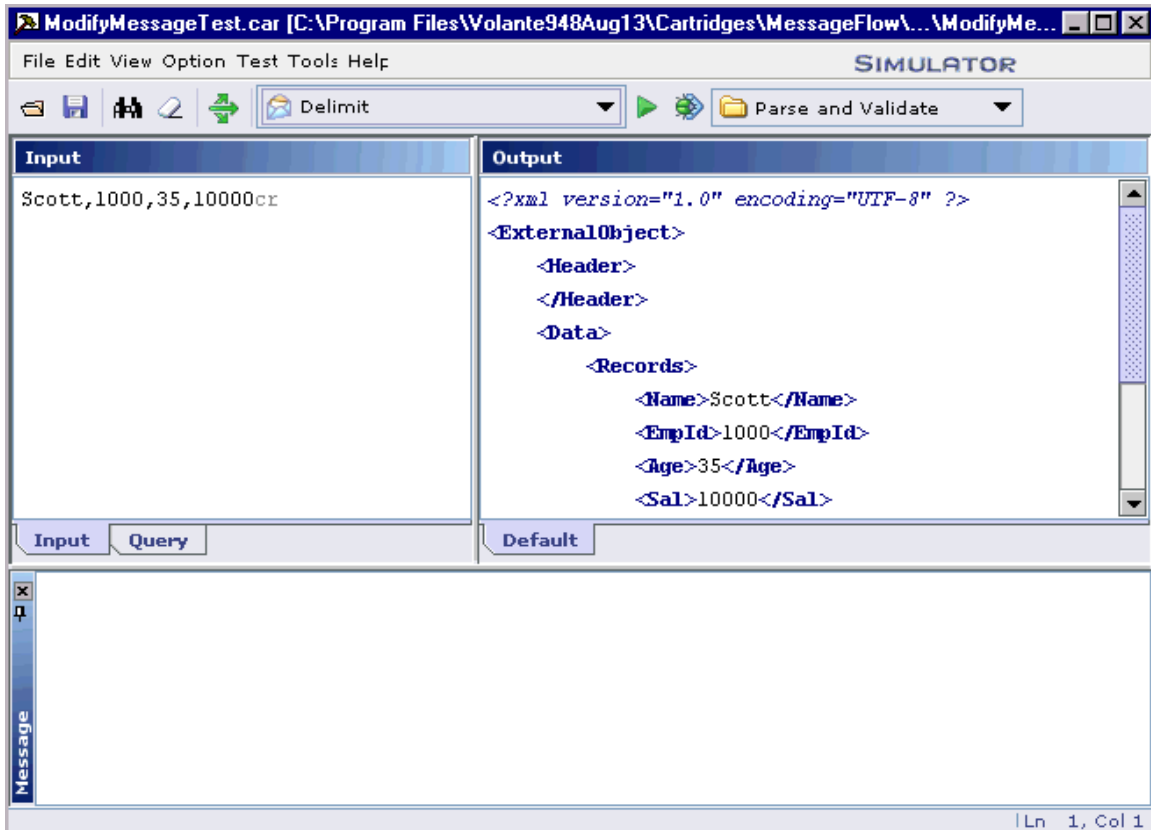 ModifyMessageTest.car [C:\Program Files\Volante948Aug13\Cartridges\MessageFlow\...\ModifyMe...
File Edit View Option Test Tools Help
SIMULATOR
Delimit
Parse and Validate
Input
Scott,1000,35,10000cr
Input
Query
Output
<?xml version="1.0" encoding="UTF-8" ?>
<ExternalObject>
<Header>
</Header>
<Data>
<Records>
<Name>Scott</Name>
<EmpId>1000</EmpId>
<Age>35</Age>
<Sal>10000</Sal>
Default
Message
Ln 1, Col 1